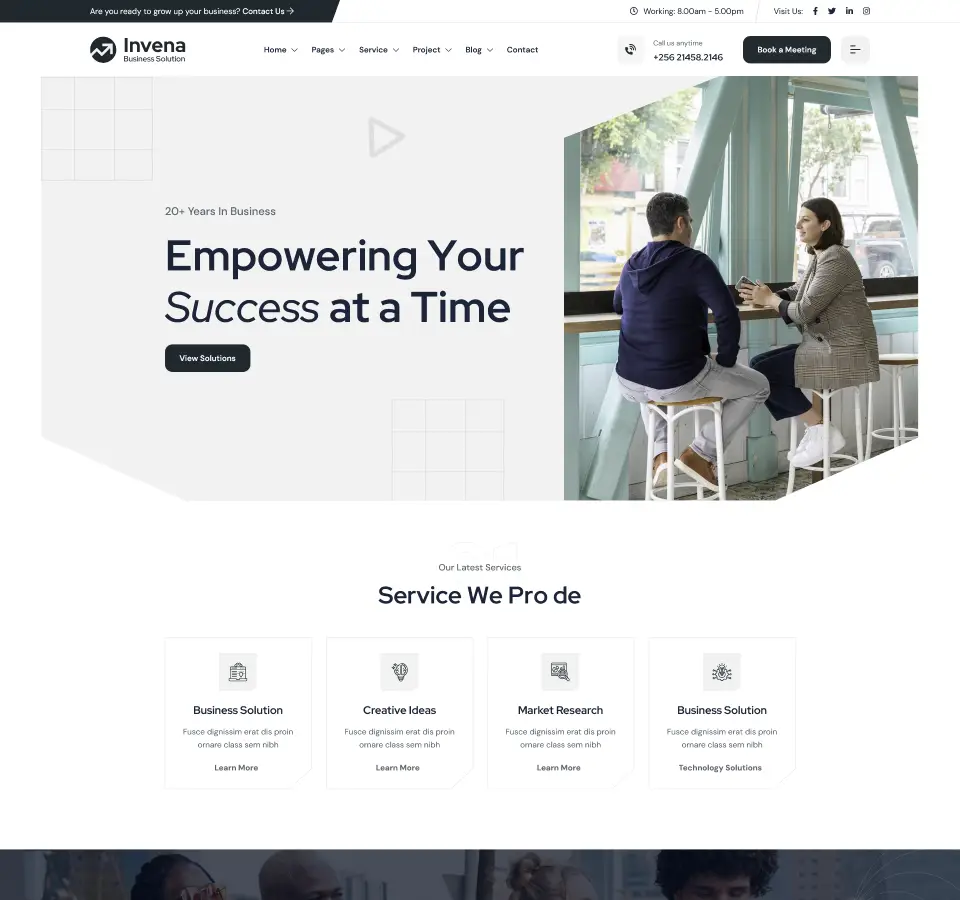 Are you ready to grow up your business? Contact Us
Working: 8.00am - 5.00pm
Visit Us:
Invena
Business Solution
Home
Pages
Service
Project
Blog
Contact
Call us anytime
+256 21458.2146
Book a Meeting
20+ Years In Business
Empowering Your
Success at a Time
View Solutions
Our Latest Services
Service We Pro de
Business Solution
Fusce dignissim erat dis proin
ornare class sem nibh
Learn More
Creative Ideas
Fusce dignissim erat dis proin
ornare class sem nibh
Learn More
Market Research
Fusce dignissim erat dis proin
ornare class sem nibh
Learn More
Business Solution
Fusce dignissim erat dis proin
ornare class sem nibh
Technology Solutions